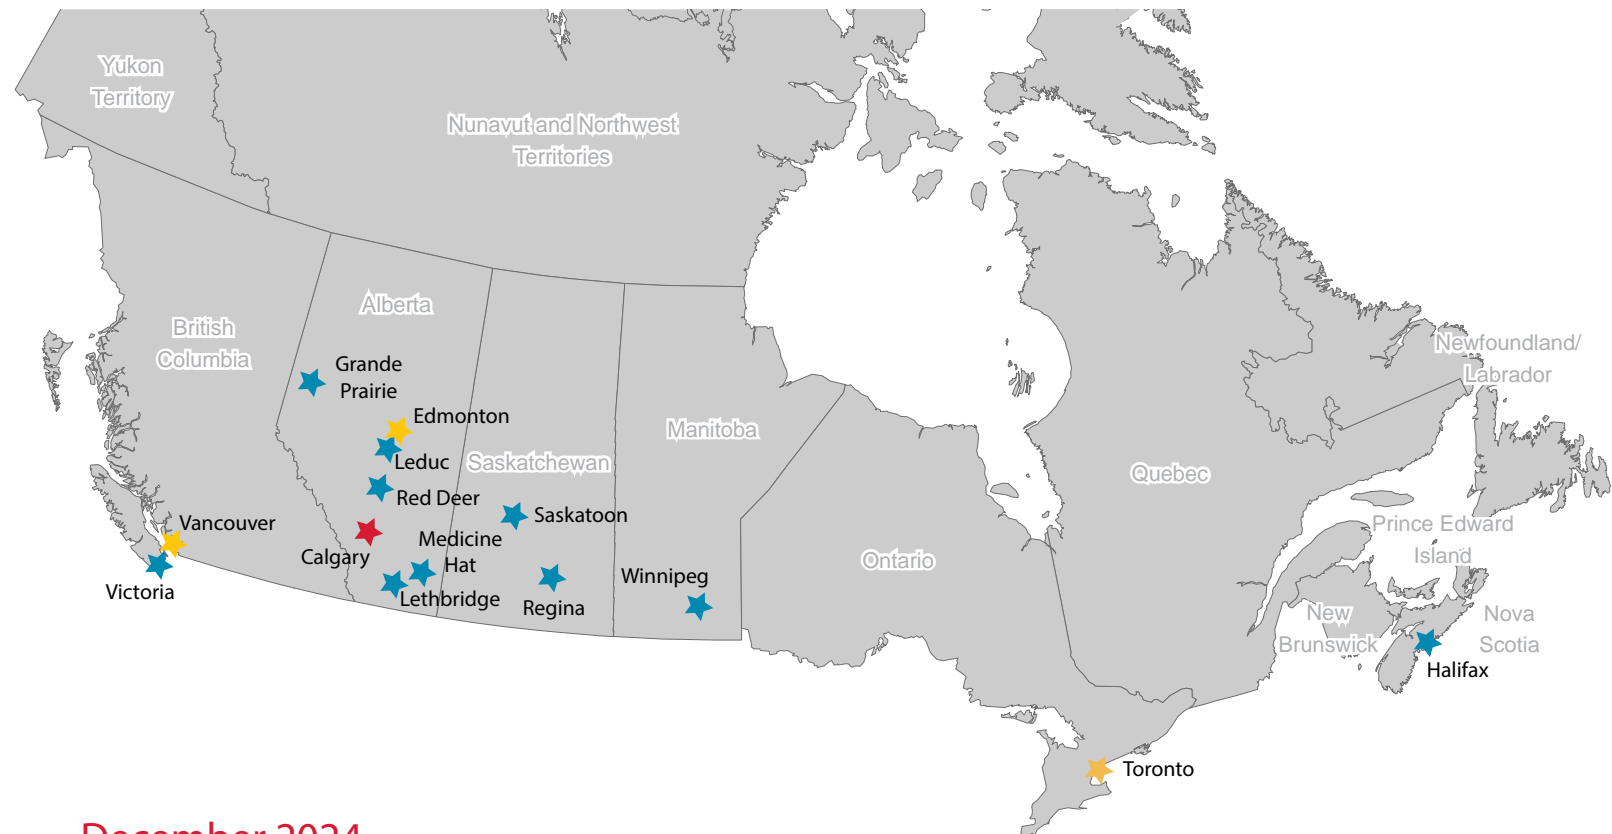 Yukon
Territory
Nunavut and Northwest
Territories
Alberta
British
Columbia
Newfoundland/
Labrador
Grande
Prairie
Edmonton
Manitoba
Leduc
Saskatchewan
Quebec
Red Deer
Saskatoon
Vancouver
Prince Edward
Island
Medicine
Hat
Calgary
Ontario
Winnipeg
Victoria
Lethbridge
Regina
New
Brunswick
Nova
Scotia
Halifax
Toronto
December 2024